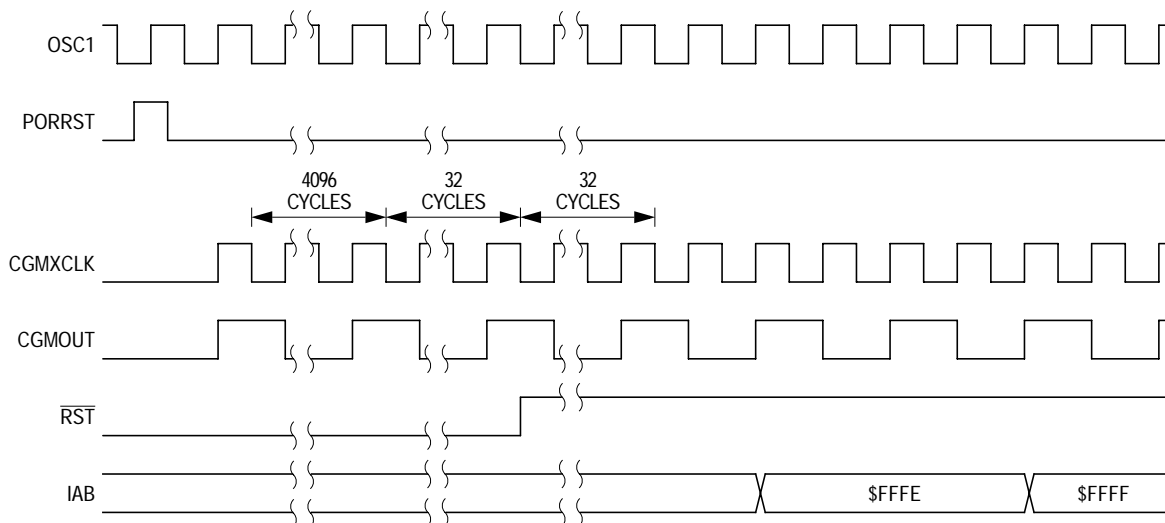 OSC1
PORRST
4096
CYCLES
32
CYCLES
32
CYCLES
CGMXCLK
CGMOUT
RST
IAB
$FFFE
$FFFF